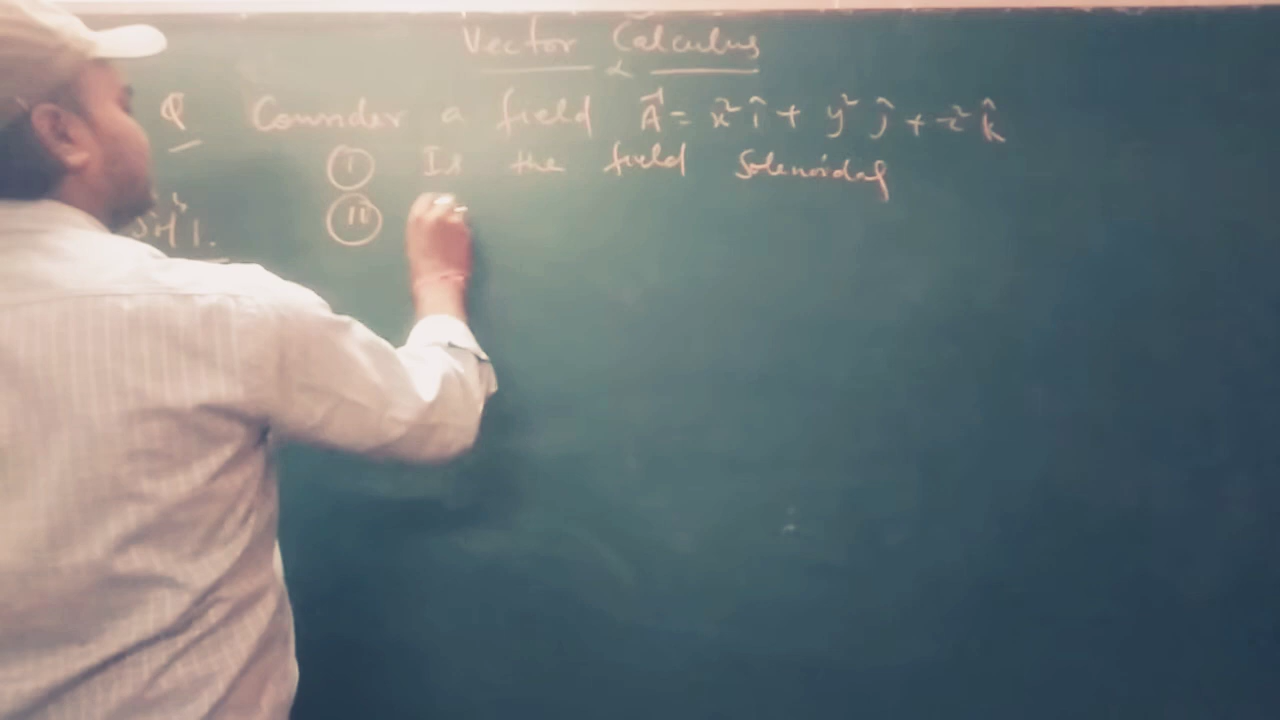 Vector Calculus
Q Consider a field A⃗ = x² î + y² ĵ + z² k̂
(i) Is the field Solenoidal
(ii)